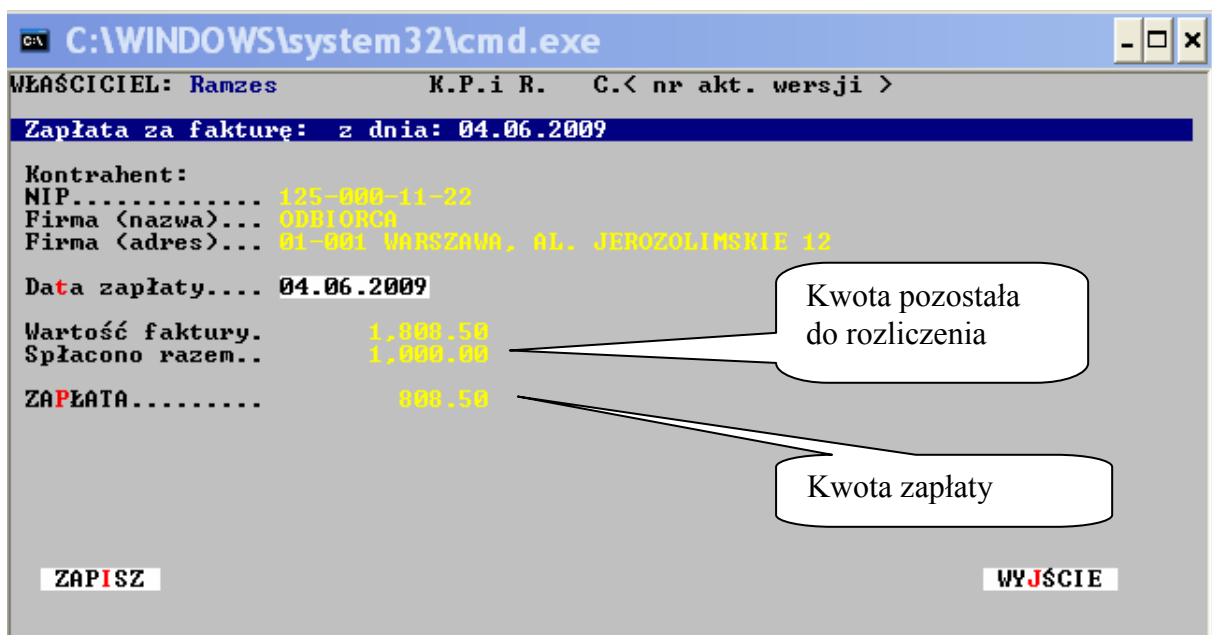 C:\WINDOWS\system32\cmd.exe
WŁAŚCICIEL: Ramzes K.P.i R. C.< nr akt. wersji >
Zapłata za fakturę: z dnia: 04.06.2009
Kontrahent:
NIP............. 125-000-11-22
Firma (nazwa)... ODBIORCA
Firma (adres)... 01-001 WARSZAWA, AL. JEROZOLIMSKIE 12
Data zapłaty.... 04.06.2009
Kwota pozostała
do rozliczenia
Wartość faktury. 1,808.50
Spłacono razem.. 1,000.00
ZAPŁATA......... 808.50
Kwota zapłaty
ZAPISZ WYJŚCIE